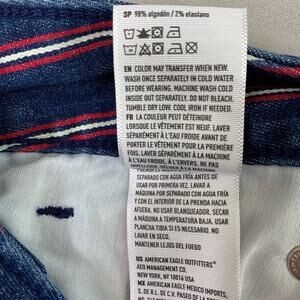 SP 98% algodón / 2% elastano
EN COLOR MAY TRANSFER WHEN NEW.
WASH ONCE SEPARATELY IN COLD WATER
BEFORE WEARING. MACHINE WASH COLD
INSIDE OUT SEPARATELY. DO NOT BLEACH.
TUMBLE DRY LOW. COOL IRON IF NEEDED.
FR LA COULEUR PEUT DÉTEINDRE
LORSQUE LE VÊTEMENT EST NEUF. LAVER
SÉPARÉMENT À L'EAU FROIDE AVANT DE
PORTER LE VÊTEMENT POUR LA PREMIÈRE
FOIS. LAVER SÉPARÉMENT À LA MACHINE
À L'EAU FROIDE, À L'ENVERS. NE PAS
SEPARADO CON AGUA FRÍA ANTES DE
USAR POR PRIMERA VEZ. LAVAR A
MÁQUINA POR SEPARADO CON AGUA FRÍA
Y CON EL INTERIOR DE LA PRENDA HACIA
AFUERA. NO USAR BLANQUEADOR. SECAR
A MÁQUINA A TEMPERATURA BAJA. USAR
PLANCHA TIBIA SI ES NECESARIO.
NO LAVAR EN SECO.
MANTENER LEJOS DEL FUEGO
US AMERICAN EAGLE OUTFITTERS
AEO MANAGEMENT CO.
NEW YORK, NY 10016 USA
MX AMERICAN EAGLE OUTFITTERS MEXICO
S. DE R.L. DE C.V. PASEO DE LA